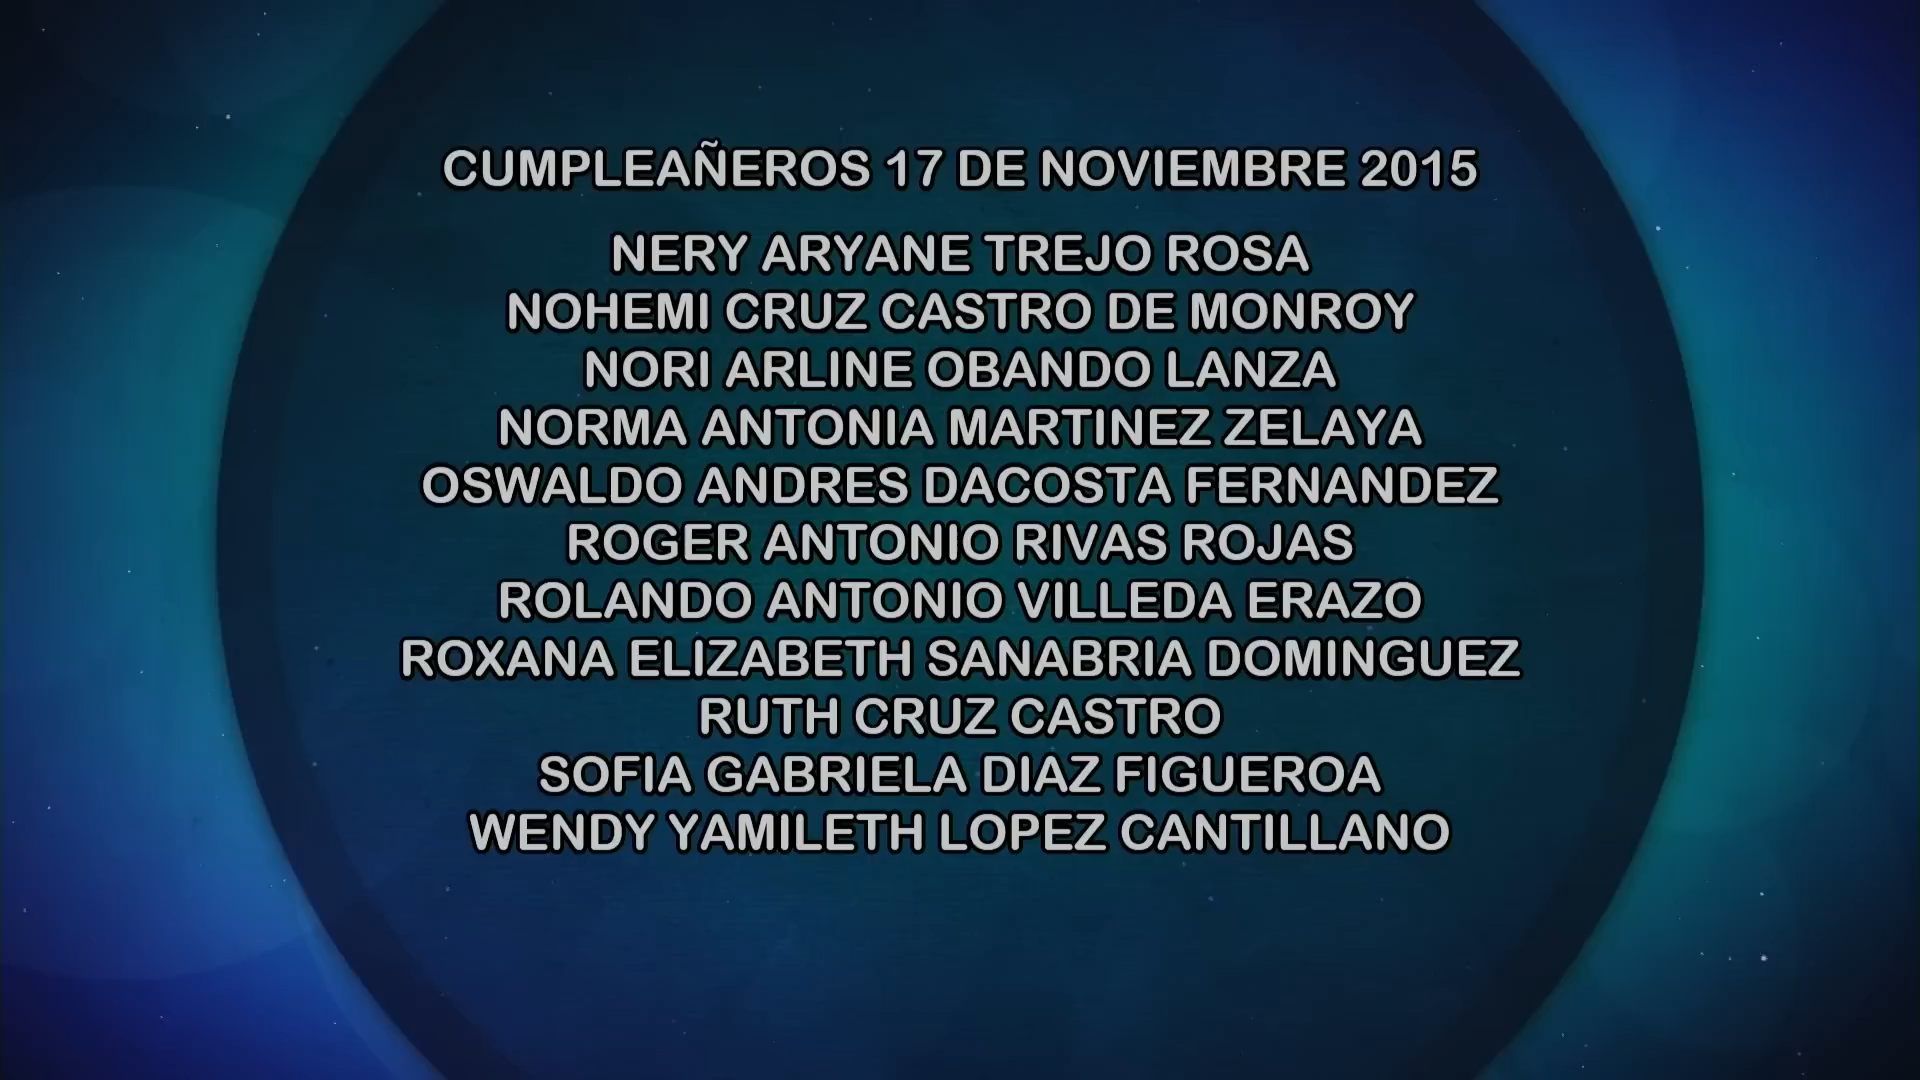 CUMPLEAÑEROS 17 DE NOVIEMBRE 2015
NERY ARYANE TREJO ROSA
NOHEMI CRUZ CASTRO DE MONROY
NORI ARLINE OBANDO LANZA
NORMA ANTONIA MARTINEZ ZELAYA
OSWALDO ANDRES DACOSTA FERNANDEZ
ROGER ANTONIO RIVAS ROJAS
ROLANDO ANTONIO VILLEDA ERAZO
ROXANA ELIZABETH SANABRIA DOMINGUEZ
RUTH CRUZ CASTRO
SOFIA GABRIELA DIAZ FIGUEROA
WENDY YAMILETH LOPEZ CANTILLANO